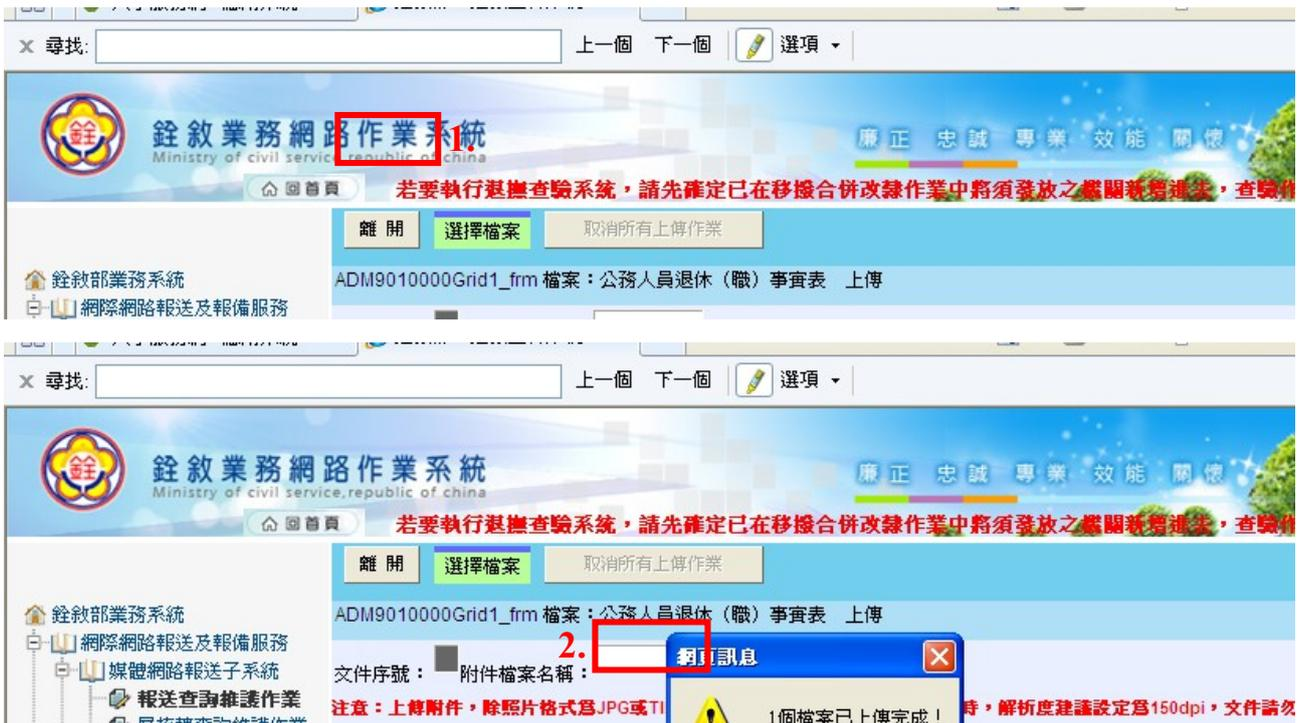 尋找: 上一個 下一個 選項
銓敘業務網路作業系統 1.
Ministry of civil service,republic of china
廉正 忠誠 專業 效能 關懷
回首頁 若要執行退撫查驗系統，請先確定已在移撥合併改隸作業中將須發放之機關新增進去，查驗作
離開 選擇檔案 取消所有上傳作業
銓敘部業務系統 ADM9010000Grid1_frm 檔案：公務人員退休（職）事實表 上傳
網際網路報送及報備服務
尋找: 上一個 下一個 選項
銓敘業務網路作業系統
Ministry of civil service,republic of china
廉正 忠誠 專業 效能 關懷
回首頁 若要執行退撫查驗系統，請先確定已在移撥合併改隸作業中將須發放之機關新增進去，查驗作
離開 選擇檔案 取消所有上傳作業
銓敘部業務系統 ADM9010000Grid1_frm 檔案：公務人員退休（職）事實表 上傳
網際網路報送及報備服務
2.
網頁訊息
媒體網路報送子系統 文件序號： 附件檔案名稱：
報送查詢維護作業 注意：上傳附件，除照片格式為JPG或TI 時，解析度建議設定為150dpi，文件請勿
1個檔案已上傳完成！